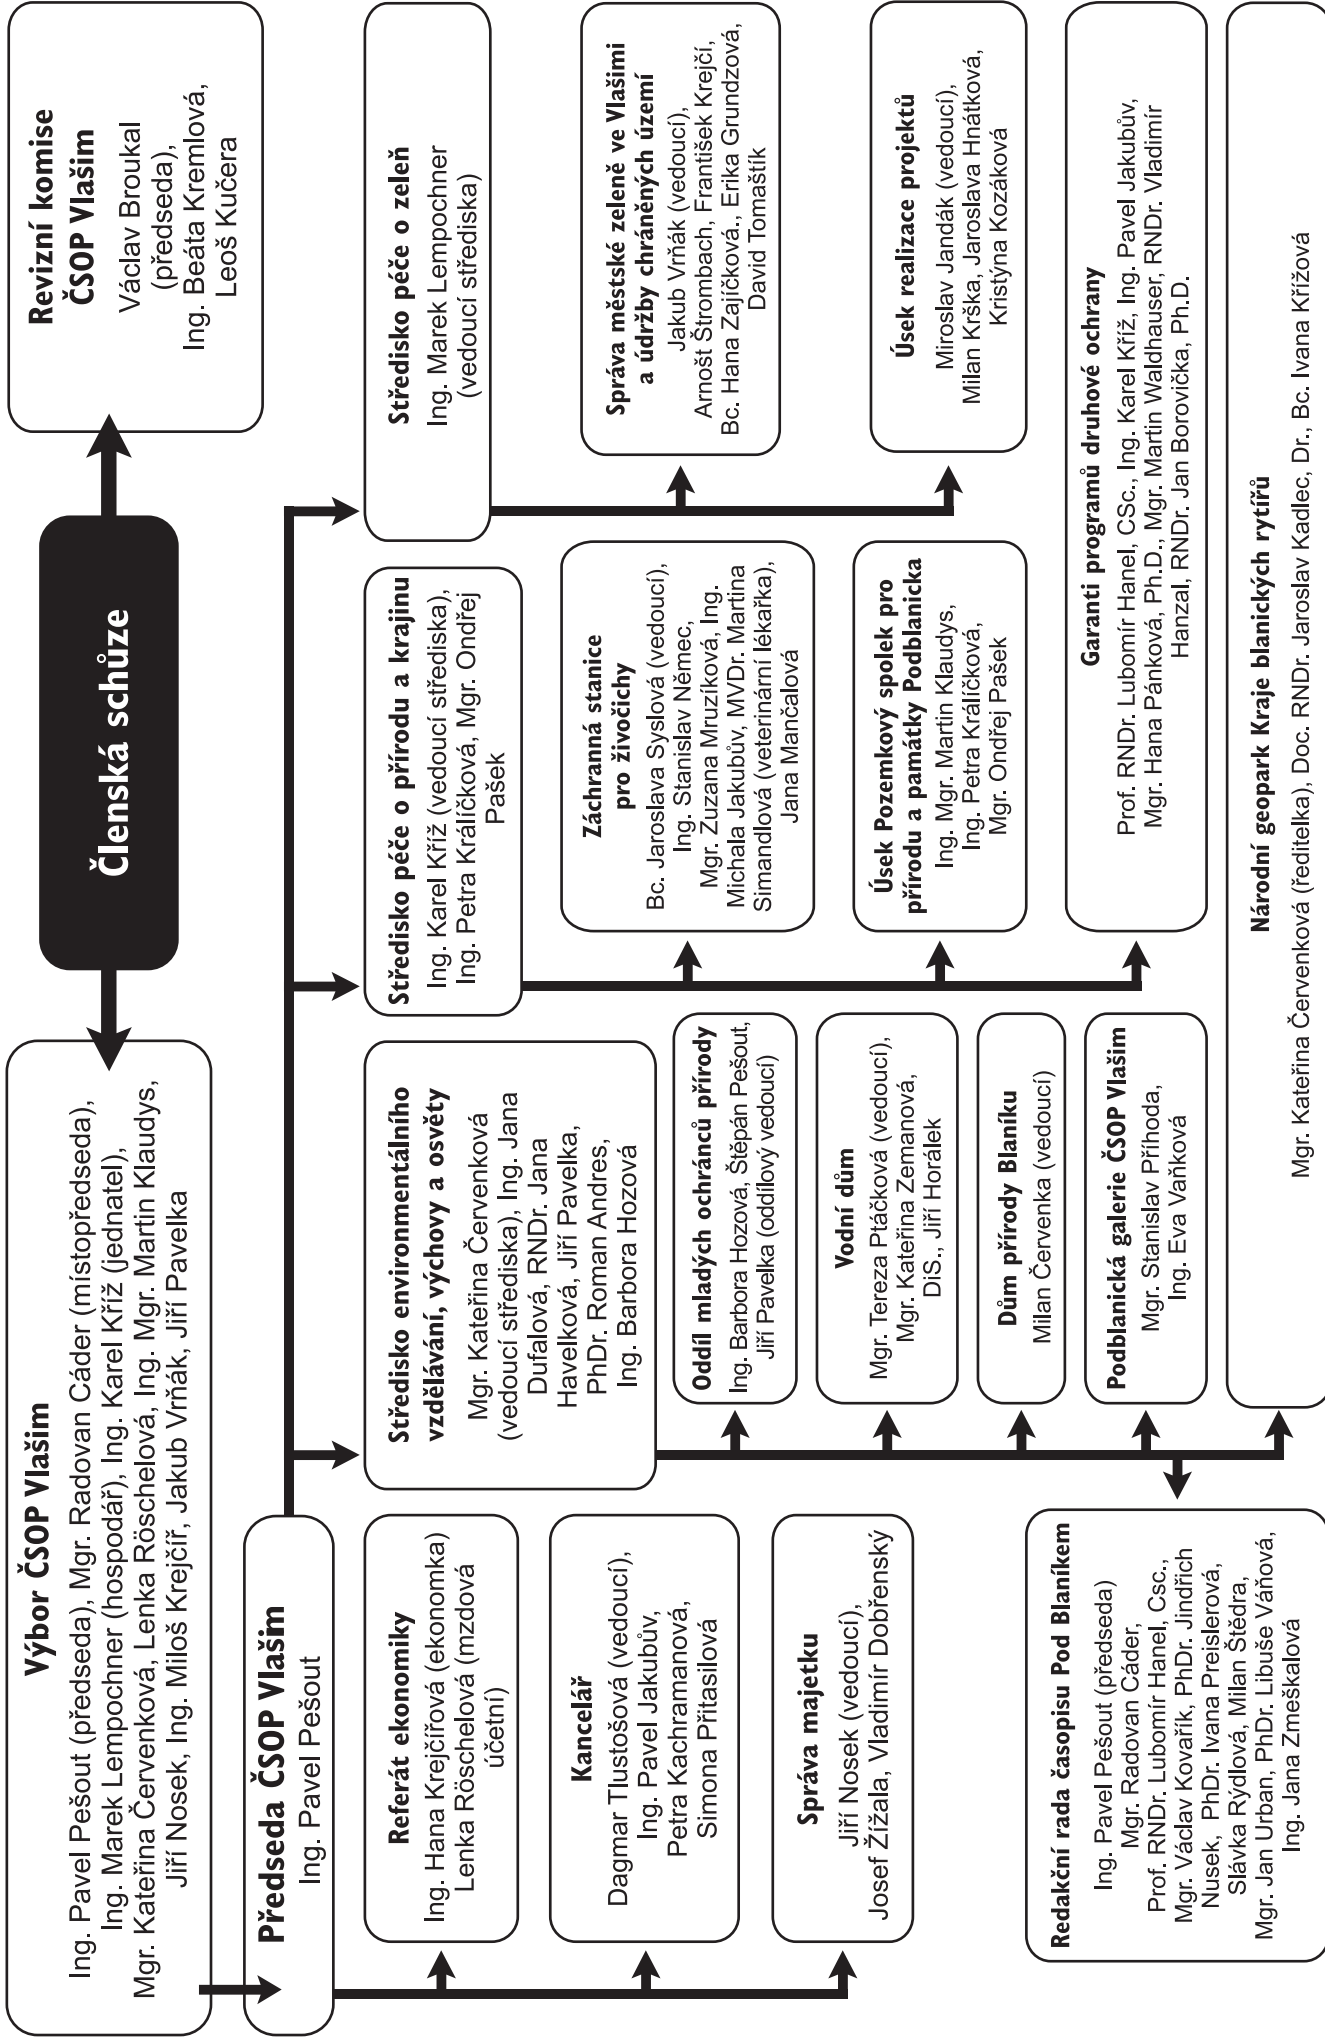 Členská schůze
Výbor ČSOP Vlašim
Ing. Pavel Pešout (předseda), Mgr. Radovan Cáder (místopředseda),
Ing. Marek Lempochner (hospodář), Ing. Karel Kříž (jednatel),
Mgr. Kateřina Červenková, Lenka Röschelová, Ing. Mgr. Martin Klaudys,
Jiří Nosek, Ing. Miloš Krejčíř, Jakub Vrňák, Jiří Pavelka
Revizní komise
ČSOP Vlašim
Václav Broukal
(předseda),
Ing. Beáta Kremlová,
Leoš Kučera
Předseda ČSOP Vlašim
Ing. Pavel Pešout
Referát ekonomiky
Ing. Hana Krejčířová (ekonomka)
Lenka Röschelová (mzdová
účetní)
Kancelář
Dagmar Tlustošová (vedoucí),
Ing. Pavel Jakubův,
Petra Kachramanová,
Simona Přitasilová
Správa majetku
Jiří Nosek (vedoucí),
Josef Žížala, Vladimír Dobřenský
Redakční rada časopisu Pod Blaníkem
Ing. Pavel Pešout (předseda)
Mgr. Radovan Cáder,
Prof. RNDr. Lubomír Hanel, Csc.,
Mgr. Václav Kovařík, PhDr. Jindřich
Nusek, PhDr. Ivana Preislerová,
Slávka Rýdlová, Milan Štědra,
Mgr. Jan Urban, PhDr. Libuše Váňová,
Ing. Jana Zmeškalová
Středisko environmentálního
vzdělávání, výchovy a osvěty
Mgr. Kateřina Červenková
(vedoucí střediska), Ing. Jana
Dufalová, RNDr. Jana
Havelková, Jiří Pavelka,
PhDr. Roman Andres,
Ing. Barbora Hozová
Oddíl mladých ochránců přírody
Ing. Barbora Hozová, Štěpán Pešout,
Jiří Pavelka (oddílový vedoucí)
Vodní dům
Mgr. Tereza Ptáčková (vedoucí),
Mgr. Kateřina Zemanová,
DiS., Jiří Horálek
Dům přírody Blaníku
Milan Červenka (vedoucí)
Podblanická galerie ČSOP Vlašim
Mgr. Stanislav Příhoda,
Ing. Eva Vaňková
Národní geopark Kraje blanických rytířů
Mgr. Kateřina Červenková (ředitelka), Doc. RNDr. Jaroslav Kadlec, Dr., Bc. Ivana Křížová
Středisko péče o přírodu a krajinu
Ing. Karel Kříž (vedoucí střediska),
Ing. Petra Králíčková, Mgr. Ondřej
Pašek
Záchranná stanice
pro živočichy
Bc. Jaroslava Syslová (vedoucí),
Ing. Stanislav Němec,
Mgr. Zuzana Mruzíková, Ing.
Michala Jakubův, MVDr. Martina
Simandlová (veterinární lékařka),
Jana Mančalová
Úsek Pozemkový spolek pro
přírodu a památky Podblanicka
Ing. Mgr. Martin Klaudys,
Ing. Petra Králíčková,
Mgr. Ondřej Pašek
Garanti programů druhové ochrany
Prof. RNDr. Lubomír Hanel, CSc., Ing. Karel Kříž, Ing. Pavel Jakubův,
Mgr. Hana Pánková, Ph.D., Mgr. Martin Waldhauser, RNDr. Vladimír
Hanzal, RNDr. Jan Borovička, Ph.D.
Středisko péče o zeleň
Ing. Marek Lempochner
(vedoucí střediska)
Správa městské zeleně ve Vlašimi
a údržby chráněných území
Jakub Vrňák (vedoucí),
Arnošt Štrombach, František Krejčí,
Bc. Hana Zajíčková., Erika Grundzová,
David Tomaštík
Úsek realizace projektů
Miroslav Jandák (vedoucí),
Milan Krška, Jaroslava Hnátková,
Kristýna Kozáková